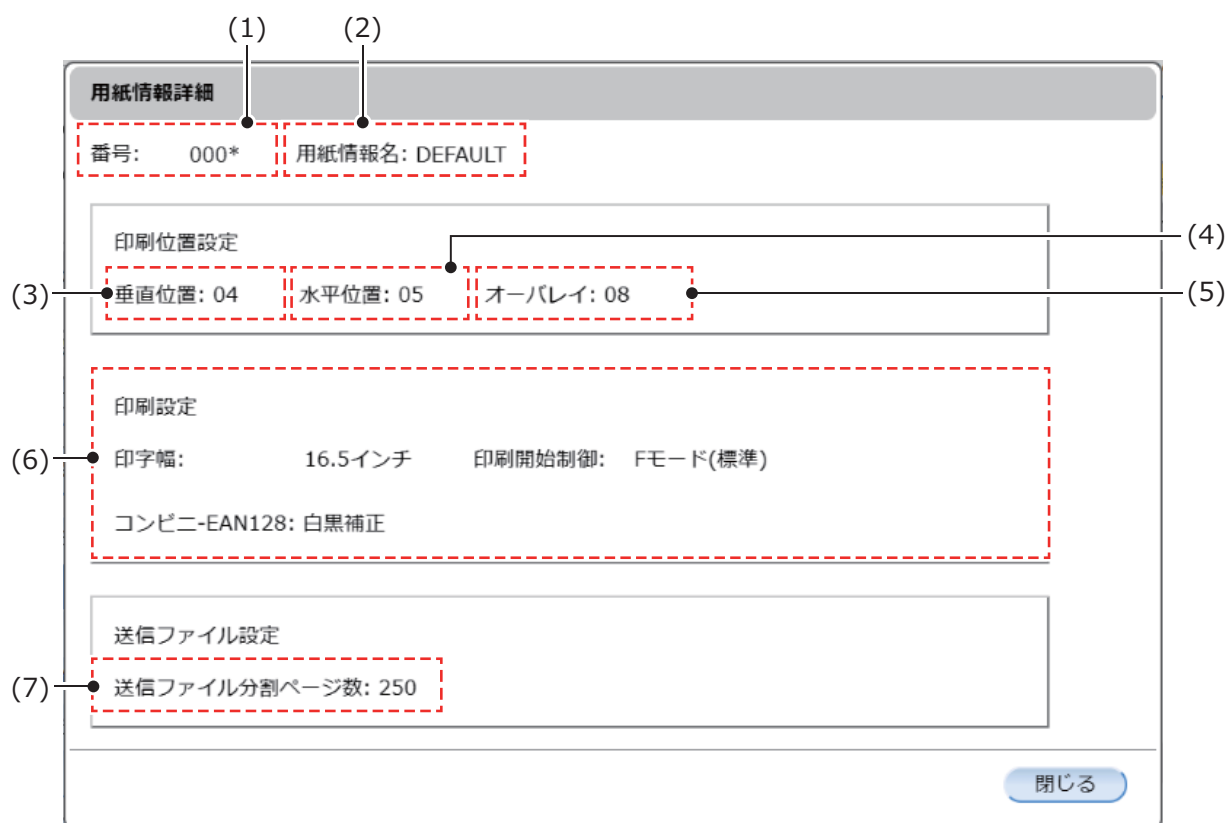 (1) (2)
用紙情報詳細
番号: 000* 用紙情報名: DEFAULT
印刷位置設定
(4)
(3) 垂直位置: 04 水平位置: 05 オーバレイ: 08 (5)
印刷設定
(6) 印字幅: 16.5インチ 印刷開始制御: Fモード(標準)
コンビニ-EAN128: 白黒補正
送信ファイル設定
(7) 送信ファイル分割ページ数: 250
閉じる